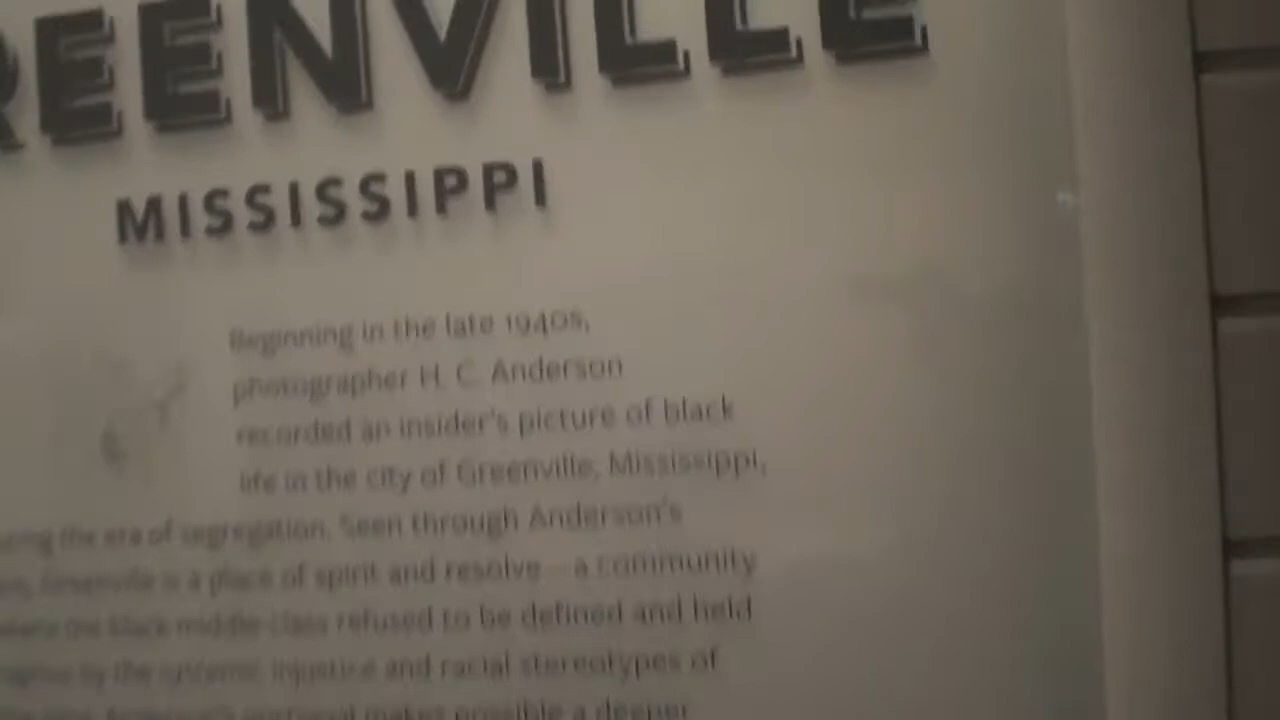 REENVILLE
MISSISSIPPI
Beginning in the late 1940s,
photographer H. C. Anderson
recorded an insider's picture of black
life in the city of Greenville, Mississippi,
the era of segregation. Seen through Anderson's
Greenville is a place of spirit and resolve—a community
where the black middle class refused to be defined and held
by the systemic injustice and racial stereotypes of
Anderson's portrayal makes possible a deeper